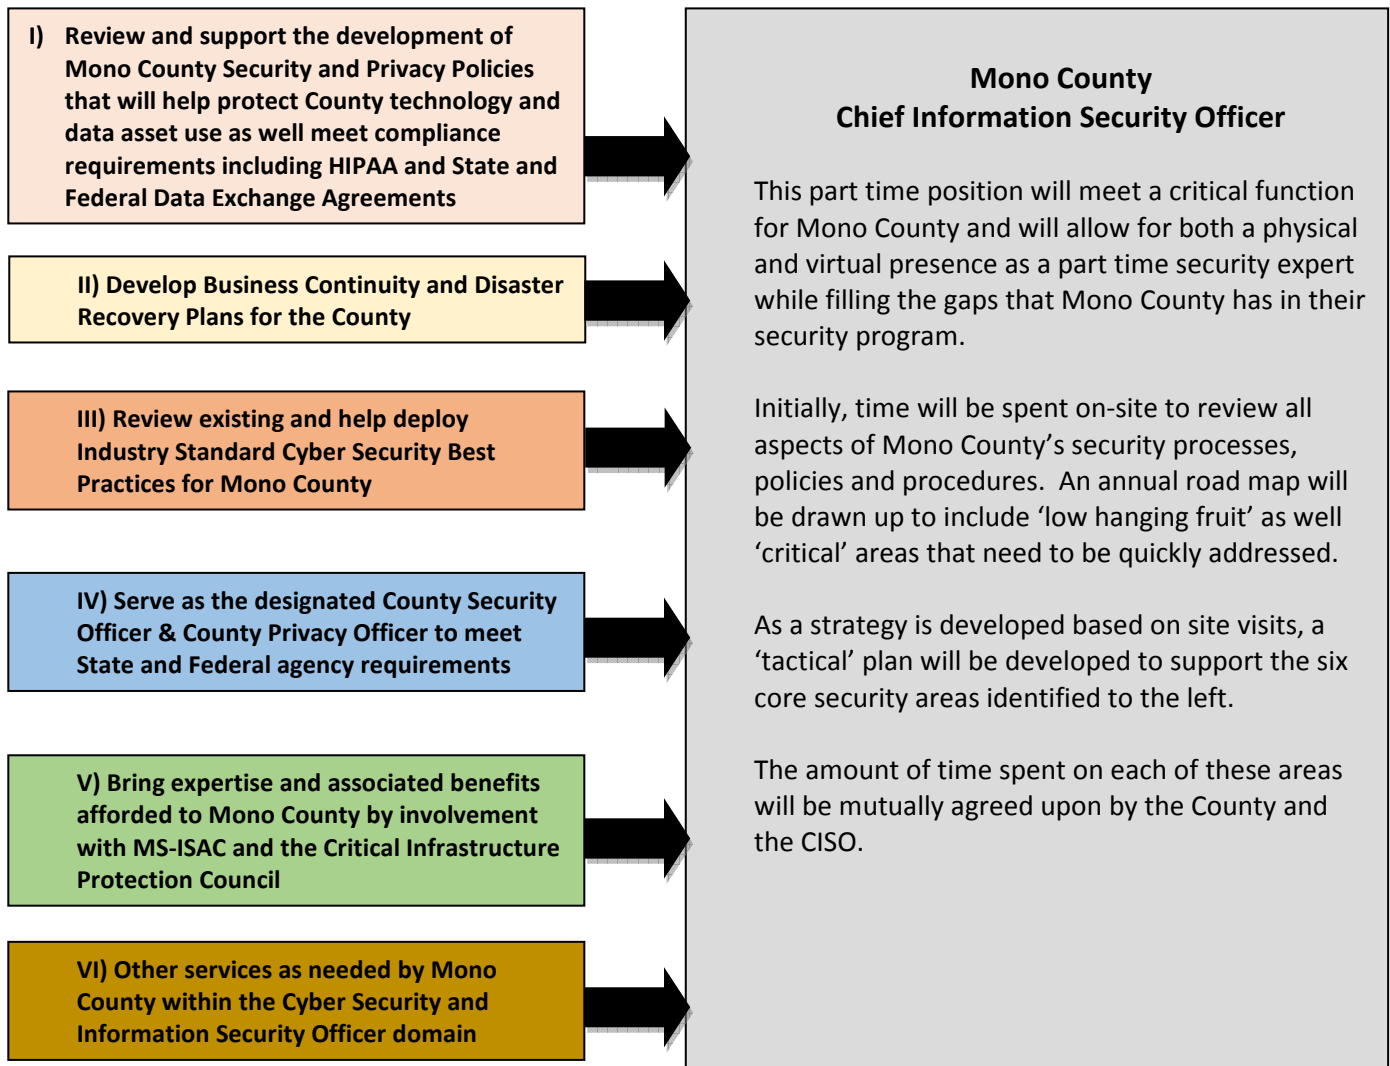 I) Review and support the development of
Mono County Security and Privacy Policies
that will help protect County technology and
data asset use as well meet compliance
requirements including HIPAA and State and
Federal Data Exchange Agreements
II) Develop Business Continuity and Disaster
Recovery Plans for the County
III) Review existing and help deploy
Industry Standard Cyber Security Best
Practices for Mono County
IV) Serve as the designated County Security
Officer & County Privacy Officer to meet
State and Federal agency requirements
V) Bring expertise and associated benefits
afforded to Mono County by involvement
with MS-ISAC and the Critical Infrastructure
Protection Council
VI) Other services as needed by Mono
County within the Cyber Security and
Information Security Officer domain
Mono County
Chief Information Security Officer
This part time position will meet a critical function
for Mono County and will allow for both a physical
and virtual presence as a part time security expert
while filling the gaps that Mono County has in their
security program.
Initially, time will be spent on-site to review all
aspects of Mono County’s security processes,
policies and procedures.  An annual road map will
be drawn up to include ‘low hanging fruit’ as well
‘critical’ areas that need to be quickly addressed.
As a strategy is developed based on site visits, a
‘tactical’ plan will be developed to support the six
core security areas identified to the left.
The amount of time spent on each of these areas
will be mutually agreed upon by the County and
the CISO.